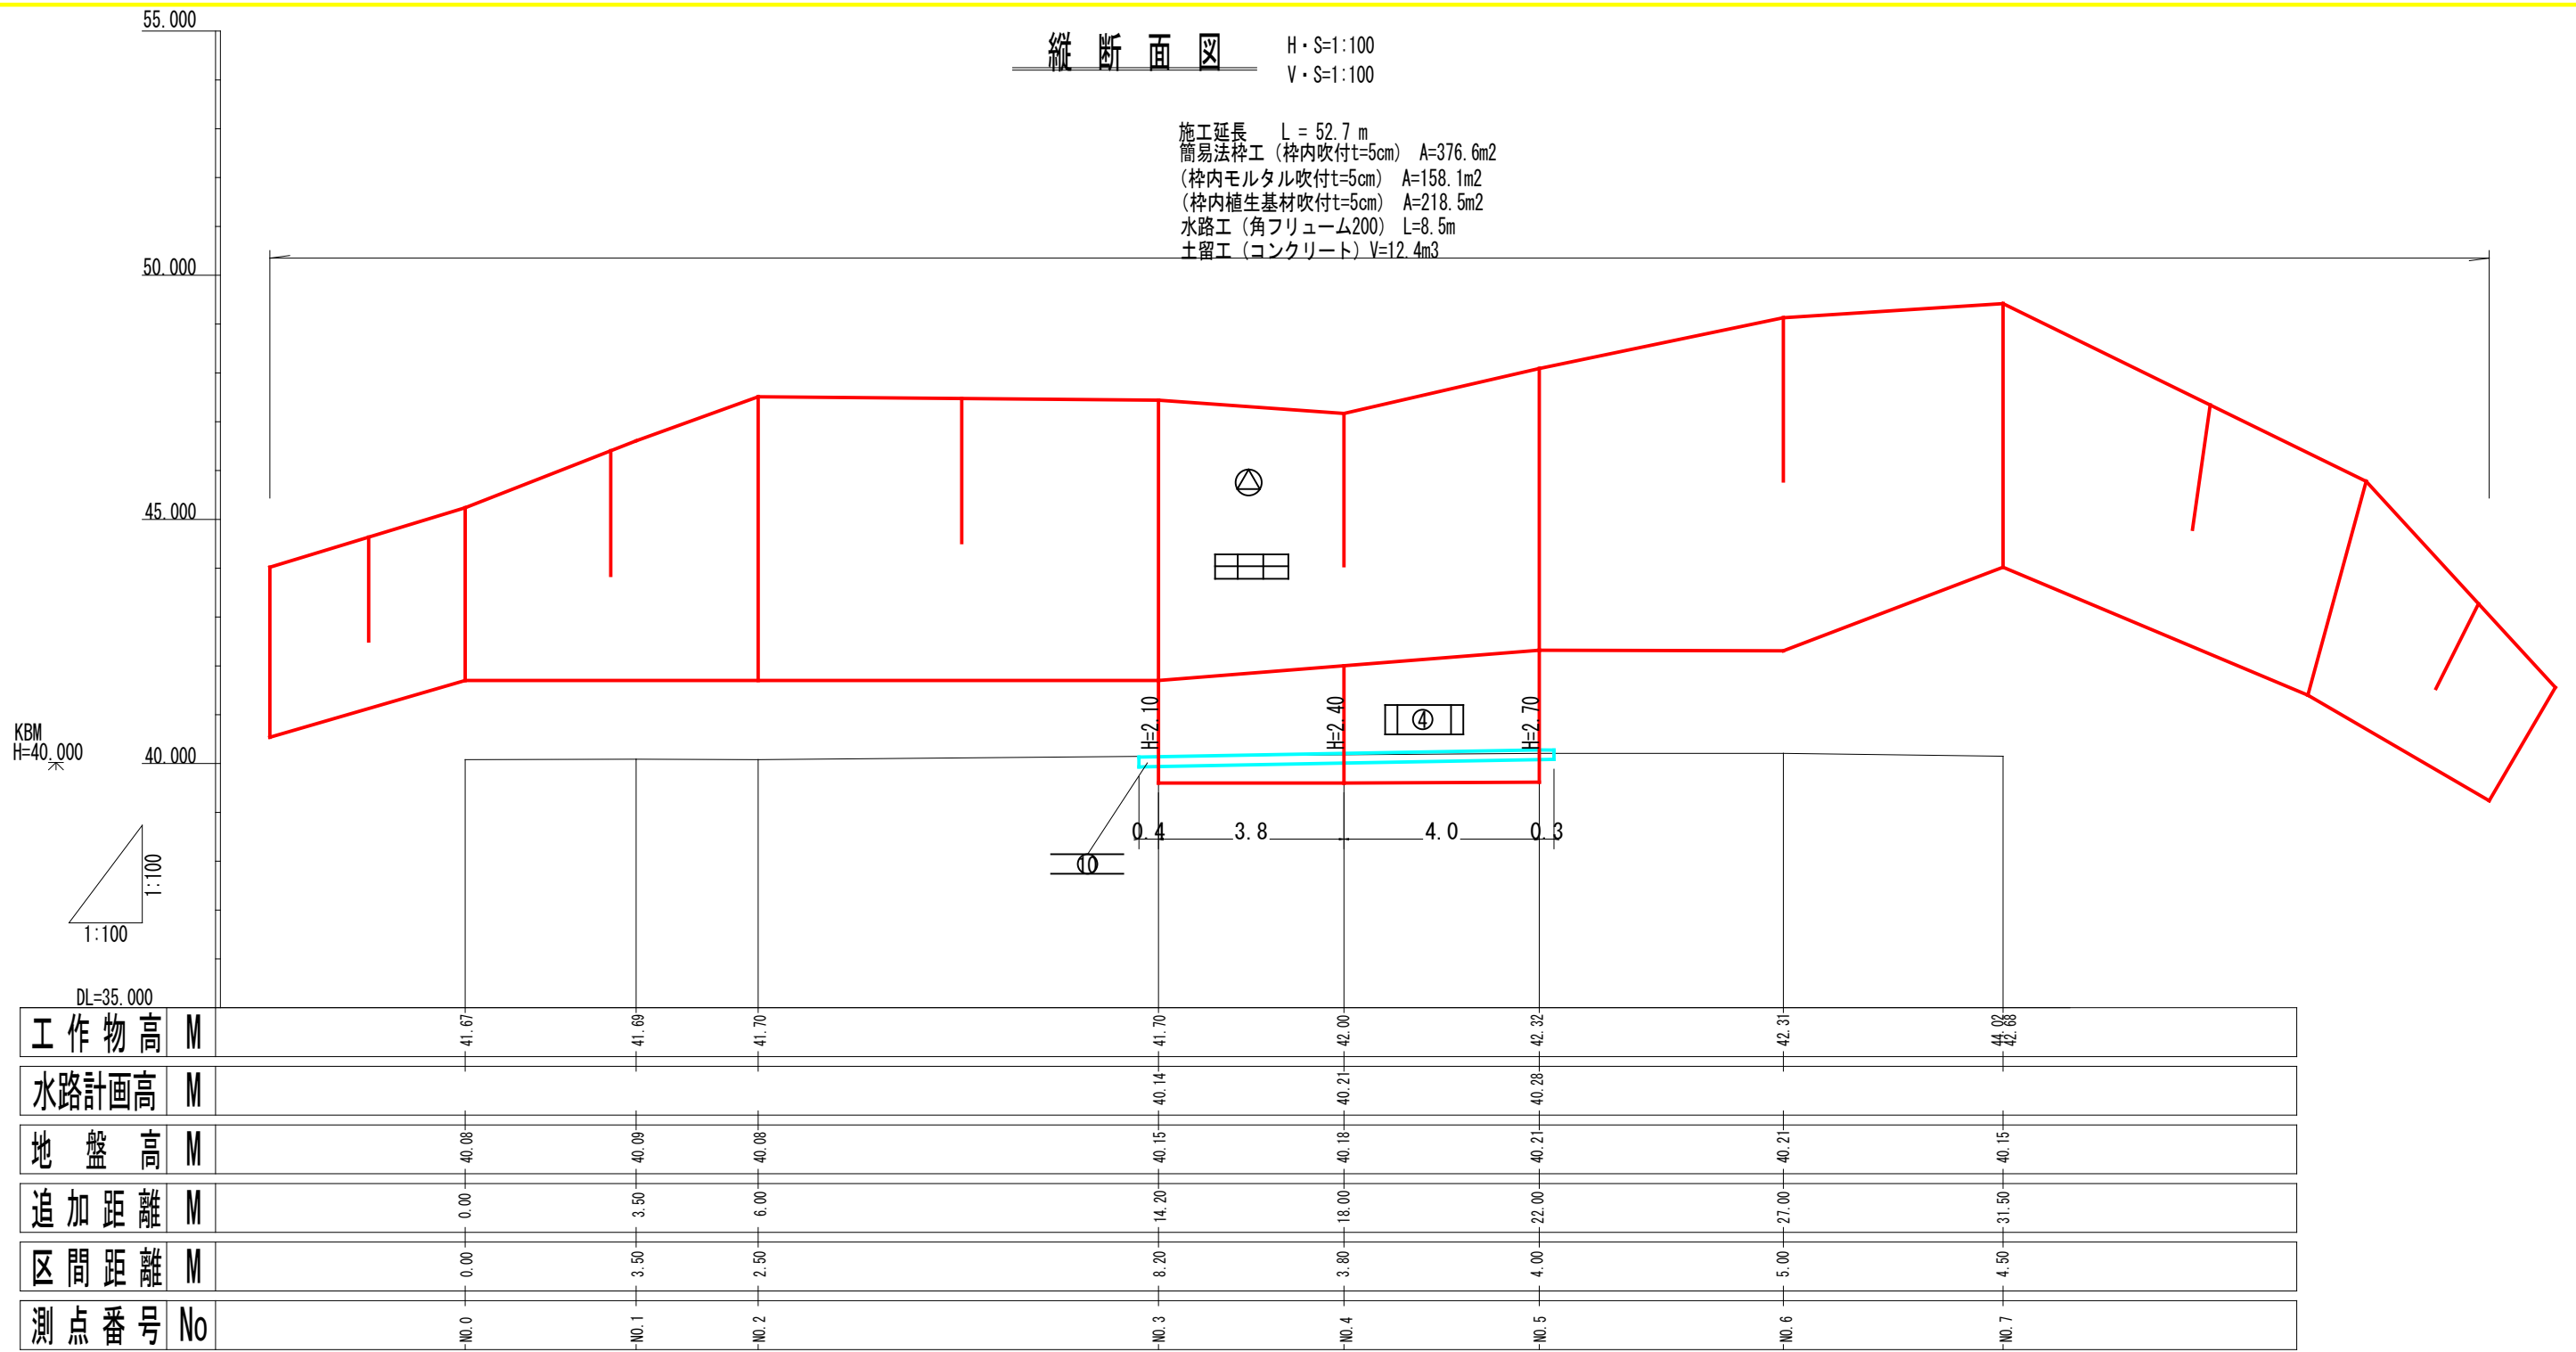 縦断面図
H・S=1:100
V・S=1:100
施工延長 L = 52.7 m
簡易法枠工（枠内吹付t=5cm） A=376.6m2
（枠内モルタル吹付t=5cm） A=158.1m2
（枠内植生基材吹付t=5cm） A=218.5m2
水路工（角フリューム200） L=8.5m
土留工（コンクリート）V=12.4m3
55.000
50.000
45.000
40.000
KBM
H=40.000
1:100
1:100
DL=35.000
H=2.10
H=2.40
H=2.70
④
0.4 3.8 4.0 0.3
⑩
工作物高 M 41.67 41.69 41.70 41.70 42.00 42.32 42.31 44.02 42.68
水路計画高 M 40.14 40.21 40.28
地盤高 M 40.08 40.09 40.08 40.15 40.18 40.21 40.21 40.15
追加距離 M 0.00 3.50 6.00 14.20 18.00 22.00 27.00 31.50
区間距離 M 0.00 3.50 2.50 8.20 3.80 4.00 5.00 4.50
測点番号 No NO.0 NO.1 NO.2 NO.3 NO.4 NO.5 NO.6 NO.7